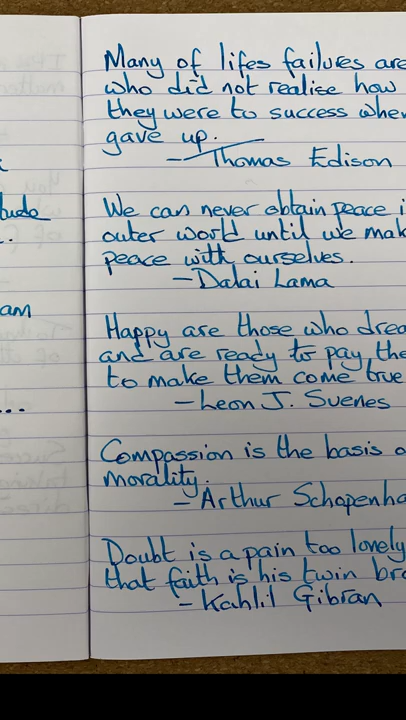 tude
.
am
...
Many of lifes failures are
who did not realise how
they were to success when
gave up.
— Thomas Edison
We can never obtain peace i
outer world until we mak
peace with ourselves.
— Dalai Lama
Happy are those who drea
and are ready to pay the
to make them come true
— Leon J. Suenes
Compassion is the basis o
morality.
— Arthur Schopenha
Doubt is a pain too lonely
that faith is his twin bro
— Kahlil Gibran